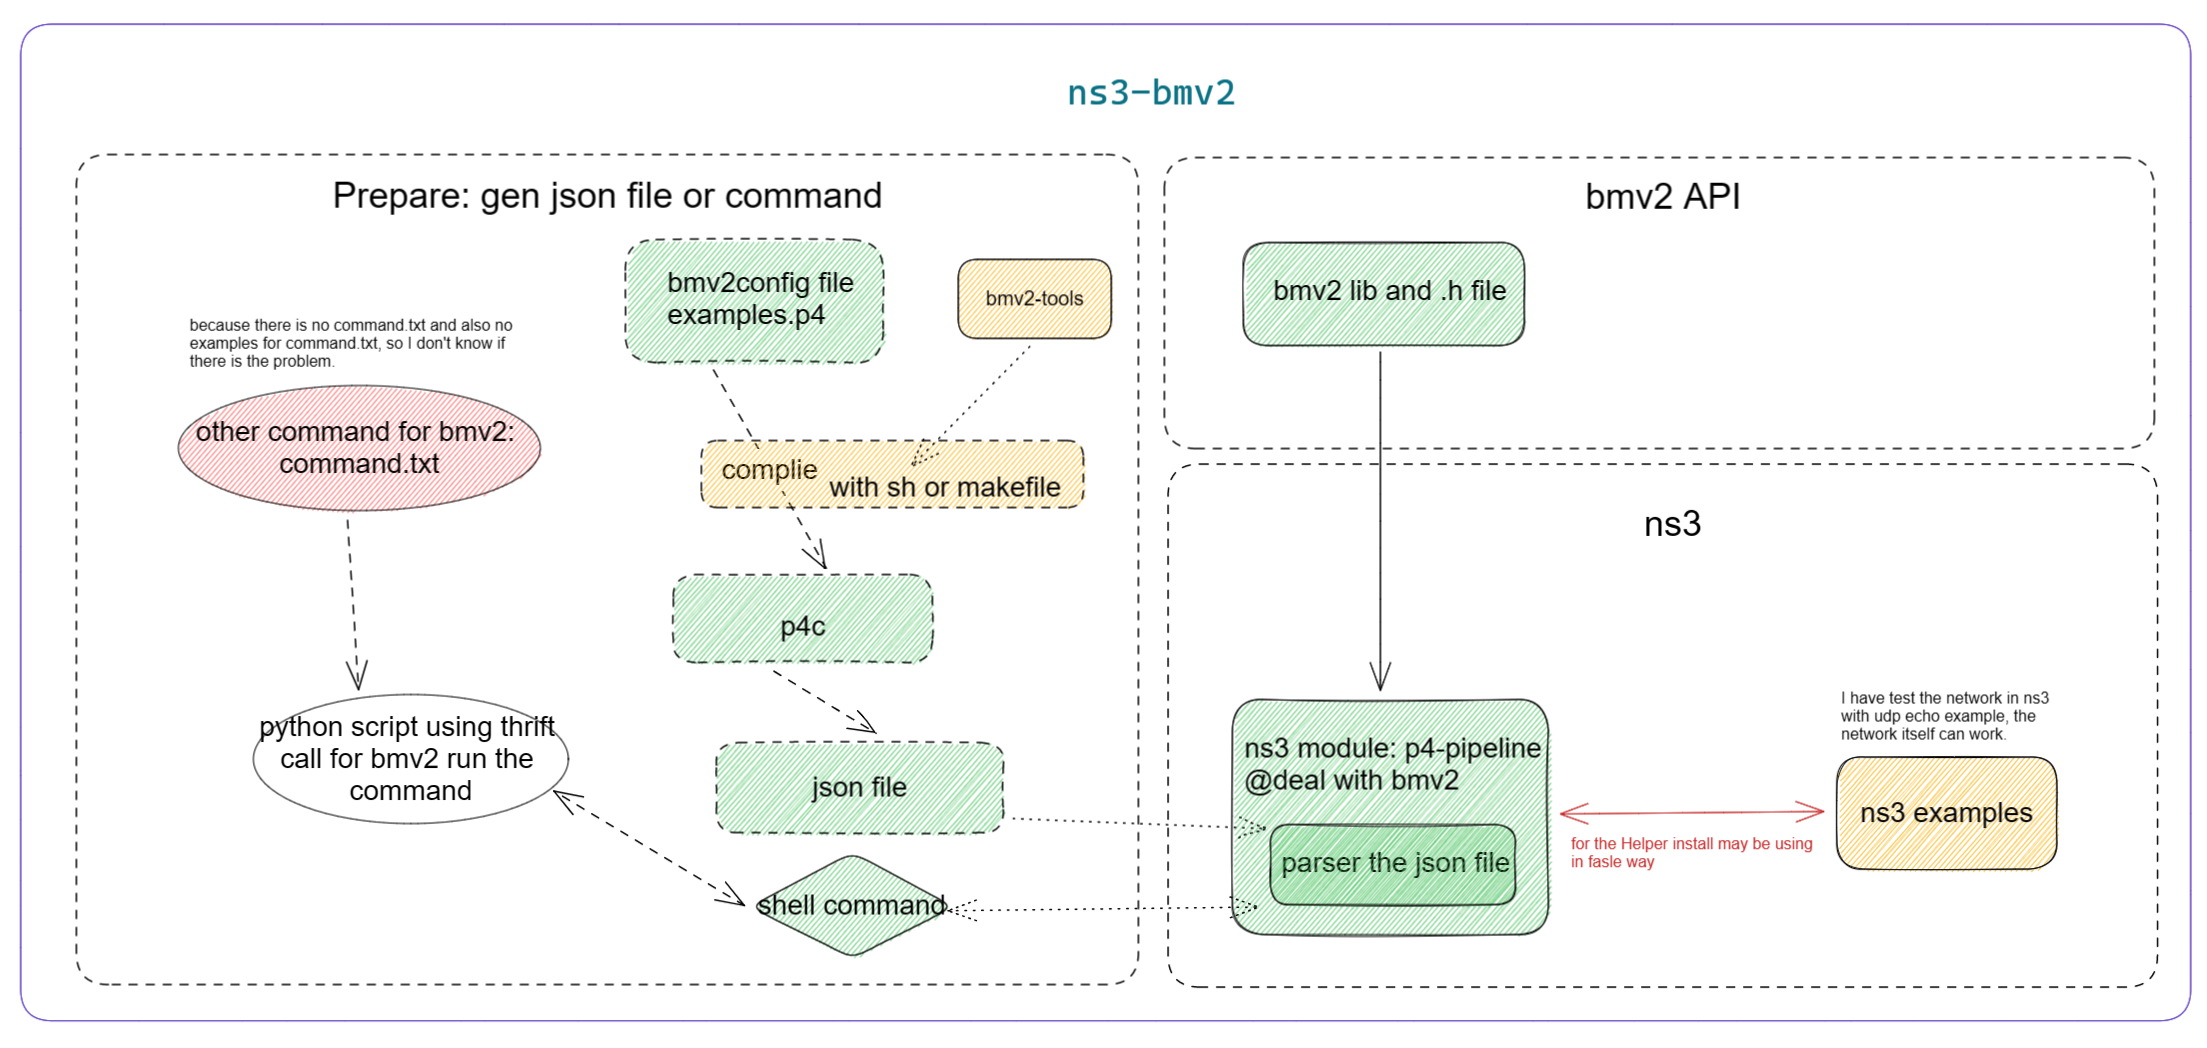 ns3-bmv2
Prepare: gen json file or command
bmv2config file
examples.p4
bmv2-tools
because there is no command.txt and also no
examples for command.txt, so I don't know if
there is the problem.
other command for bmv2:
command.txt
complie
with sh or makefile
p4c
python script using thrift
call for bmv2 run the
command
json file
shell command
bmv2 API
bmv2 lib and .h file
ns3
ns3 module: p4-pipeline
@deal with bmv2
parser the json file
for the Helper install may be using
in fasle way
I have test the network in ns3
with udp echo example, the
network itself can work.
ns3 examples